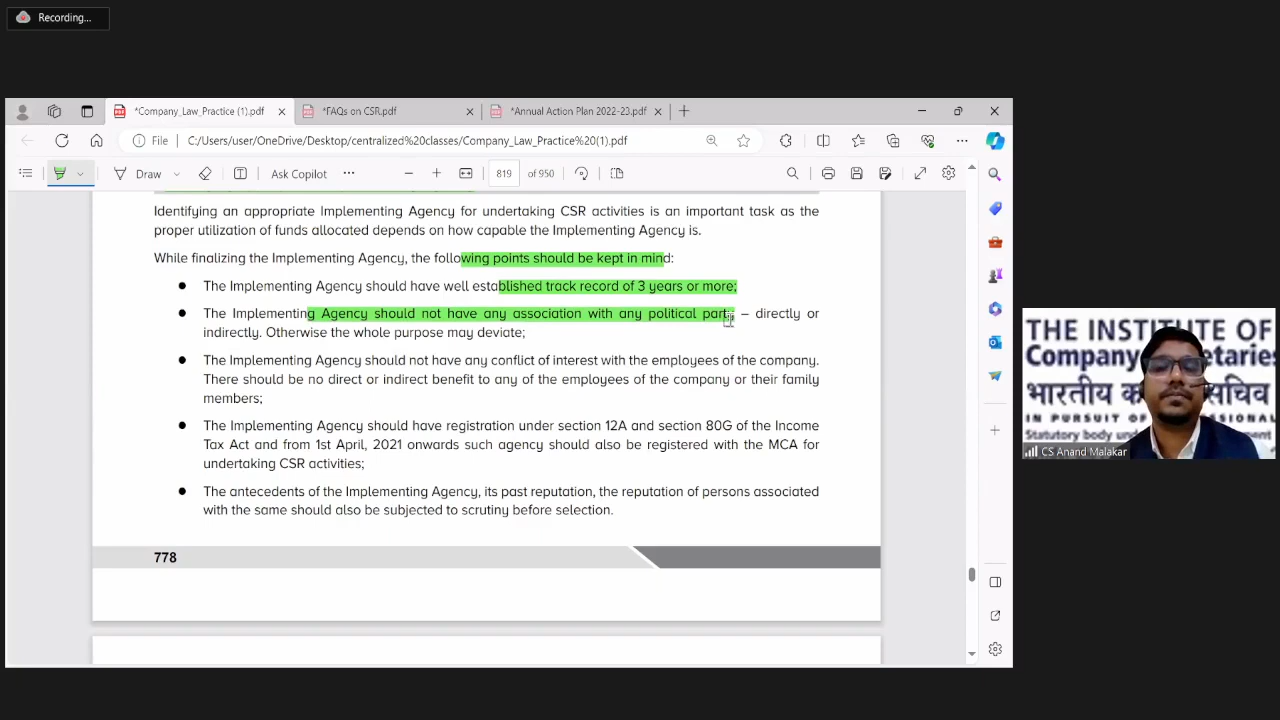 Recording...
*Company_Law_Practice (1).pdf
*FAQs on CSR.pdf
*Annual Action Plan 2022-23.pdf
File
C:/Users/user/OneDrive/Desktop/centralized%20classes/Company_Law_Practice%20(1).pdf
Draw
Ask Copilot
819 of 950
Identifying an appropriate Implementing Agency for undertaking CSR activities is an important task as the
proper utilization of funds allocated depends on how capable the Implementing Agency is.
While finalizing the Implementing Agency, the following points should be kept in mind:
● The Implementing Agency should have well established track record of 3 years or more;
● The Implementing Agency should not have any association with any political – directly or
indirectly. Otherwise the whole purpose may deviate;
● The Implementing Agency should not have any conflict of interest with the employees of the company.
There should be no direct or indirect benefit to any of the employees of the company or their family
members;
● The Implementing Agency should have registration under section 12A and section 80G of the Income
Tax Act and from 1st April, 2021 onwards such agency should also be registered with the MCA for
undertaking CSR activities;
● The antecedents of the Implementing Agency, its past reputation, the reputation of persons associated
with the same should also be subjected to scrutiny before selection.
778
THE INSTITUTE OF
Company
भारतीय सचिव
IN PURSUIT OF
Statutory body
CS Anand Malakar